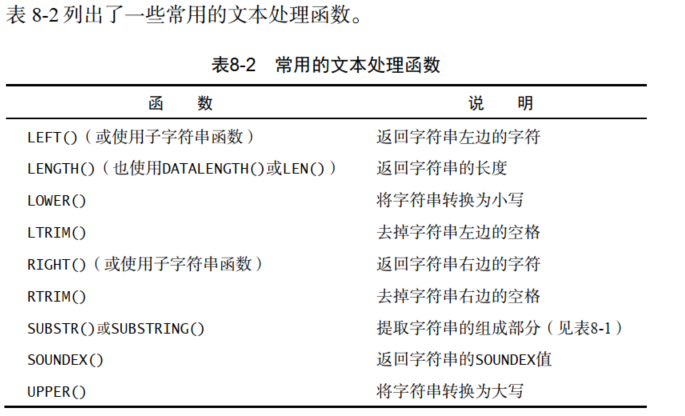 表 8-2 列出了一些常用的文本处理函数。
表8-2 常用的文本处理函数
函 数 说 明
LEFT()（或使用子字符串函数） 返回字符串左边的字符
LENGTH()（也使用DATALENGTH()或LEN()） 返回字符串的长度
LOWER() 将字符串转换为小写
LTRIM() 去掉字符串左边的空格
RIGHT()（或使用子字符串函数） 返回字符串右边的字符
RTRIM() 去掉字符串右边的空格
SUBSTR()或SUBSTRING() 提取字符串的组成部分（见表8-1）
SOUNDEX() 返回字符串的SOUNDEX值
UPPER() 将字符串转换为大写